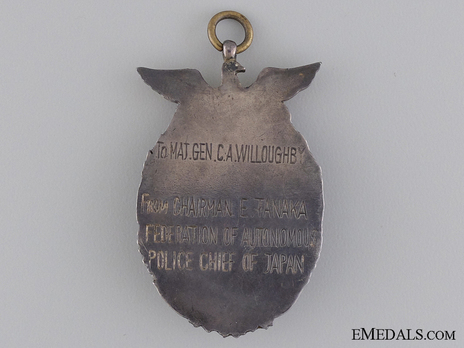 To MAJ.GEN.C.A.WILLOUGHBY
FROM CHAIRMAN E. TANAKA
FEDERATION OF AUTONOMOUS
POLICE CHIEF OF JAPAN
EMEDALS.COM